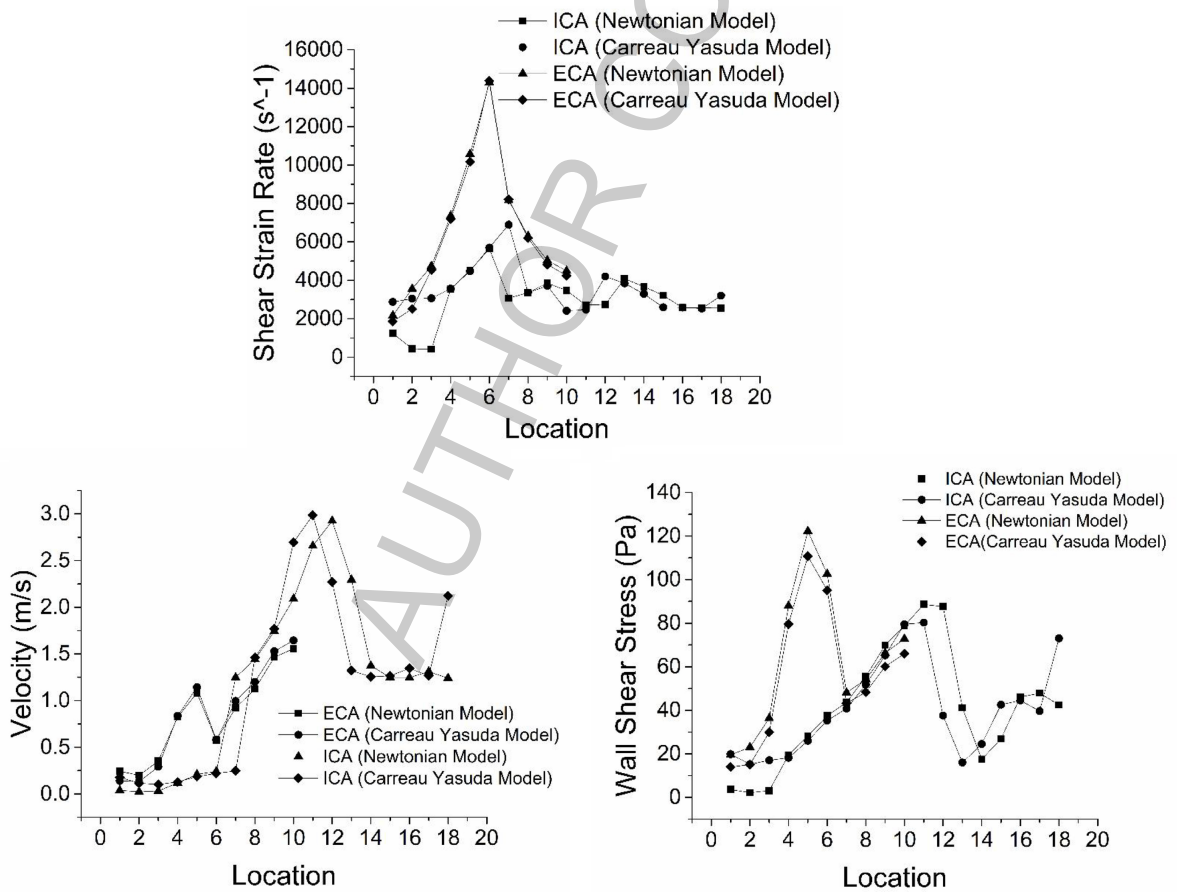 ICA (Newtonian Model)
ICA (Carreau Yasuda Model)
ECA (Newtonian Model)
ECA (Carreau Yasuda Model)
Shear Strain Rate (s^-1)
16000
14000
12000
10000
8000
6000
4000
2000
0
0 2 4 6 8 10 12 14 16 18 20
Location
AUTHOR
Velocity (m/s)
3.0
2.5
2.0
1.5
1.0
0.5
0.0
ECA (Newtonian Model)
ECA (Carreau Yasuda Model)
ICA (Newtonian Model)
ICA (Carreau Yasuda Model)
0 2 4 6 8 10 12 14 16 18 20
Location
ICA (Newtonian Model)
ICA (Carreau Yasuda Model)
ECA (Newtonian Model)
ECA(Carreau Yasuda Model)
Wall Shear Stress (Pa)
140
120
100
80
60
40
20
0
0 2 4 6 8 10 12 14 16 18 20
Location